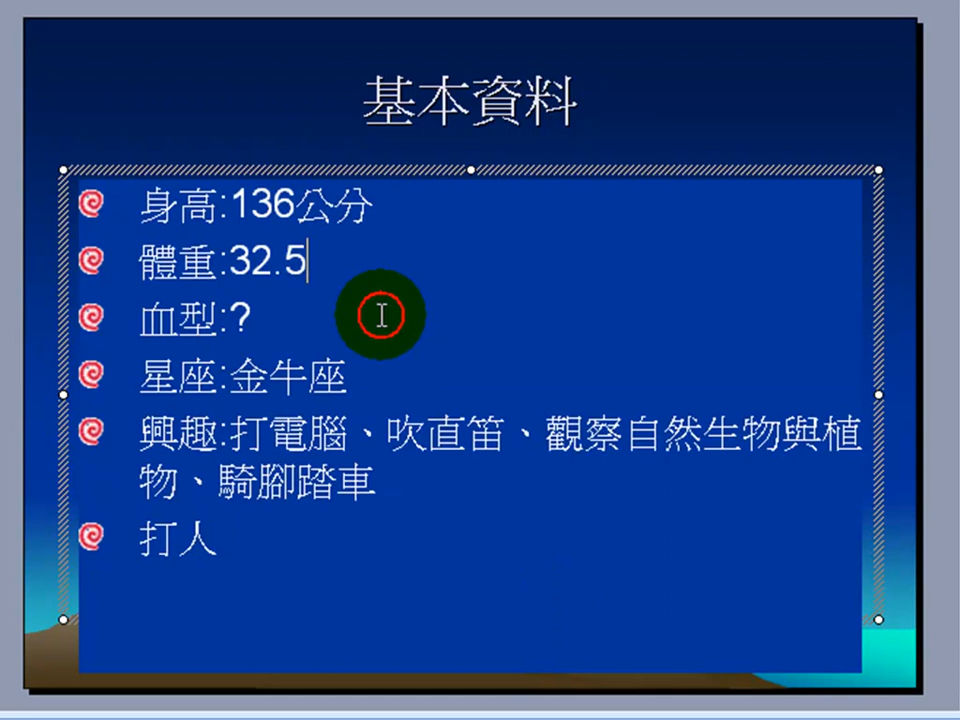 基本資料
身高:136公分
體重:32.5
血型:?
星座:金牛座
興趣:打電腦、吹直笛、觀察自然生物與植
物、騎腳踏車
打人